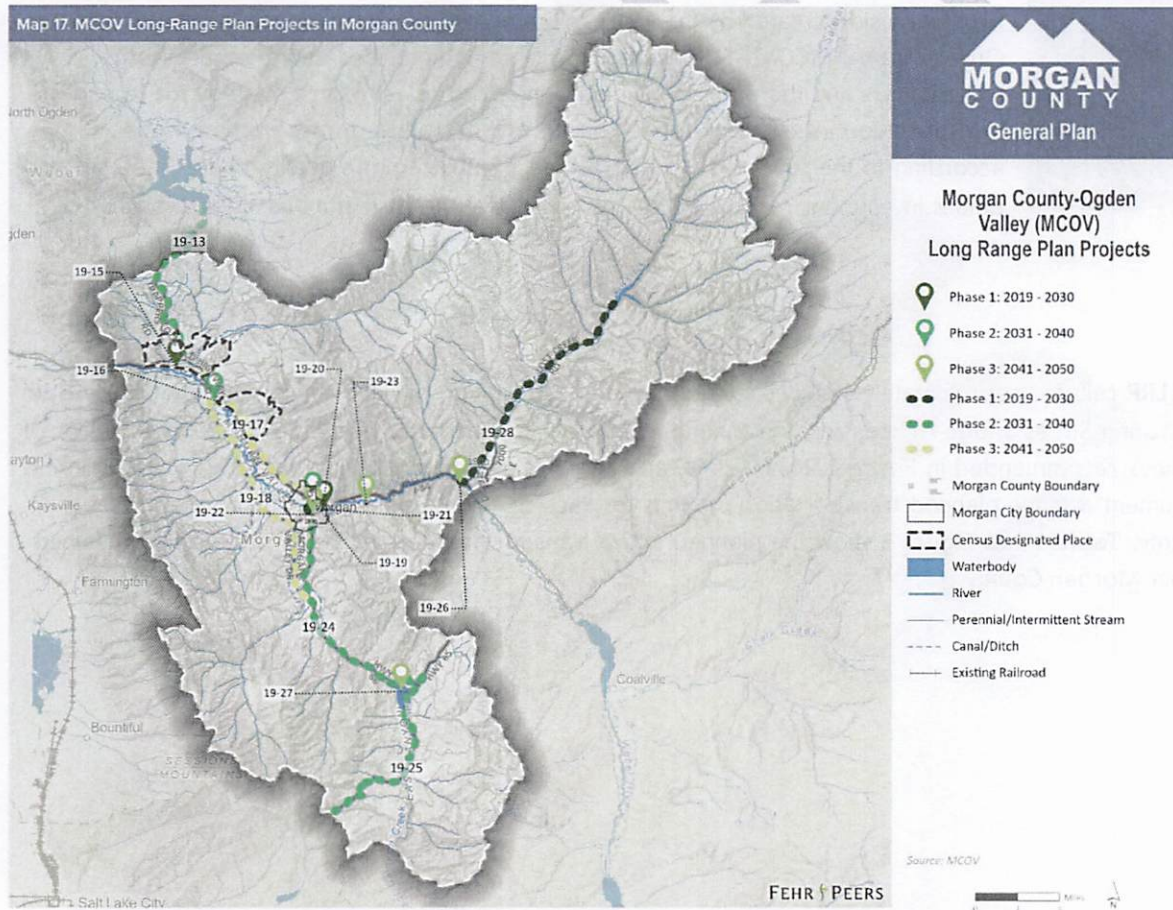 Map 17. MCOV Long-Range Plan Projects in Morgan County
MORGAN
COUNTY
General Plan
Morgan County-Ogden
Valley (MCOV)
Long Range Plan Projects
Phase 1: 2019 - 2030
Phase 2: 2031 - 2040
Phase 3: 2041 - 2050
Phase 1: 2019 - 2030
Phase 2: 2031 - 2040
Phase 3: 2041 - 2050
Morgan County Boundary
Morgan City Boundary
Census Designated Place
Waterbody
River
Perennial/Intermittent Stream
Canal/Ditch
Existing Railroad
Source: MCOV
Miles
N
North Ogden
19-13
19-15
19-16
19-20
19-23
19-17
19-28
19-18
Kaysville
19-22
19-21
19-19
Farmington
19-26
19-24
Coalville
19-27
Bountiful
19-25
Creek
Salt Lake City
FEHR PEERS